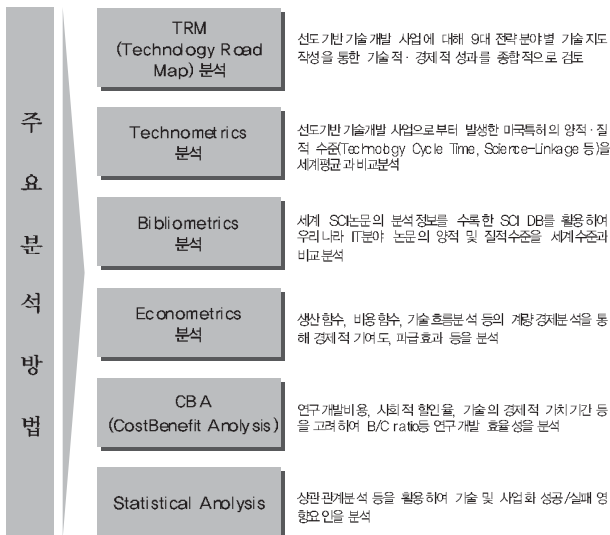 주요분석방법
TRM
(Technology Road
Map) 분석
선도기반기술개발 사업에 대해 9대 전략분야별 기술지도
작성을 통한 기술적·경제적 성과를 종합적으로 검토
Technometrics
분석
선도기반기술개발 사업으로부터 발생한 미국특허의 양적·질
적 수준(Technology Cycle Time, Science-Linkage 등)을
세계평균과 비교분석
Bibliometrics
분석
세계 SCI논문의 분석정보를 수록한 SCI DB를 활용하여
우리나라 IT분야 논문의 양적 및 질적수준을 세계수준과
비교분석
Econometrics
분석
생산함수, 비용함수, 기술흐름분석 등의 계량경제분석을 통
해 경제적 기여도, 파급효과 등을 분석
CBA
(CostBenefit Anolysis)
연구개발비용, 사회적 할인율, 기술의 경제적 가치기간 등
을 고려하여 B/C ratio등 연구개발 효율성을 분석
Statistical Anolysis
상관관계분석 등을 활용하여 기술 및 사업화 성공/실패 영
향요인을 분석